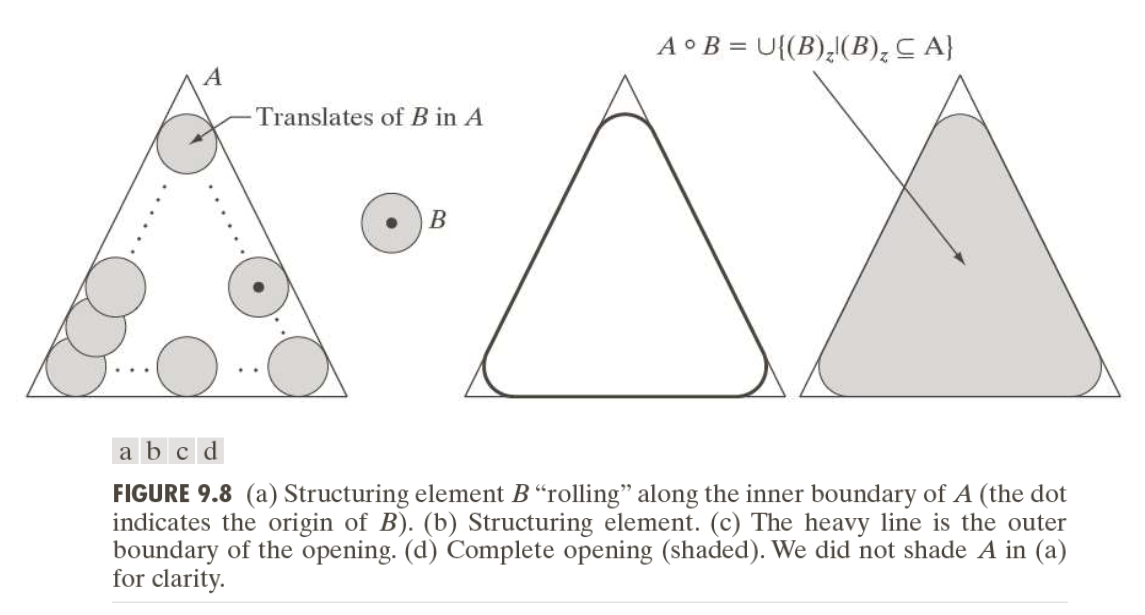 A ∘ B = ∪{(B)z|(B)z ⊆ A}
A
Translates of B in A
B
a b c d
FIGURE 9.8 (a) Structuring element B “rolling” along the inner boundary of A (the dot
indicates the origin of B). (b) Structuring element. (c) The heavy line is the outer
boundary of the opening. (d) Complete opening (shaded). We did not shade A in (a)
for clarity.